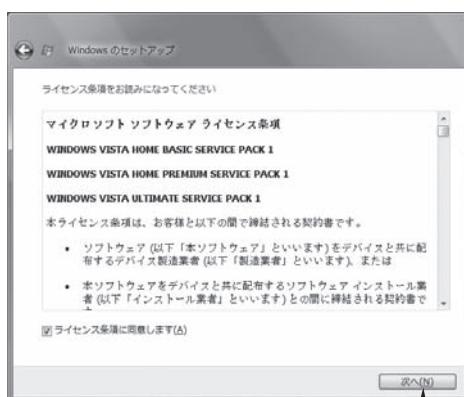 Windows のセットアップ
ライセンス条項をお読みになってください
マイクロソフト ソフトウェア ライセンス条項
WINDOWS VISTA HOME BASIC SERVICE PACK 1
WINDOWS VISTA HOME PREMIUM SERVICE PACK 1
WINDOWS VISTA ULTIMATE SERVICE PACK 1
本ライセンス条項は、お客様と以下の間で締結される契約書です。
• ソフトウェア (以下「本ソフトウェア」といいます) をデバイスと共に配
布するデバイス製造業者 (以下「製造業者」といいます)、または
• 本ソフトウェアをデバイスと共に配布するソフトウェア インストール業
者 (以下「インストール業者」といいます) との間に締結される契約書で
ライセンス条項に同意します(A)
次へ(N)